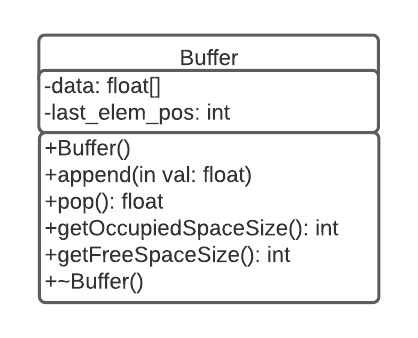 Buffer
-data: float[]
-last_elem_pos: int
+Buffer()
+append(in val: float)
+pop(): float
+getOccupiedSpaceSize(): int
+getFreeSpaceSize(): int
+~Buffer()